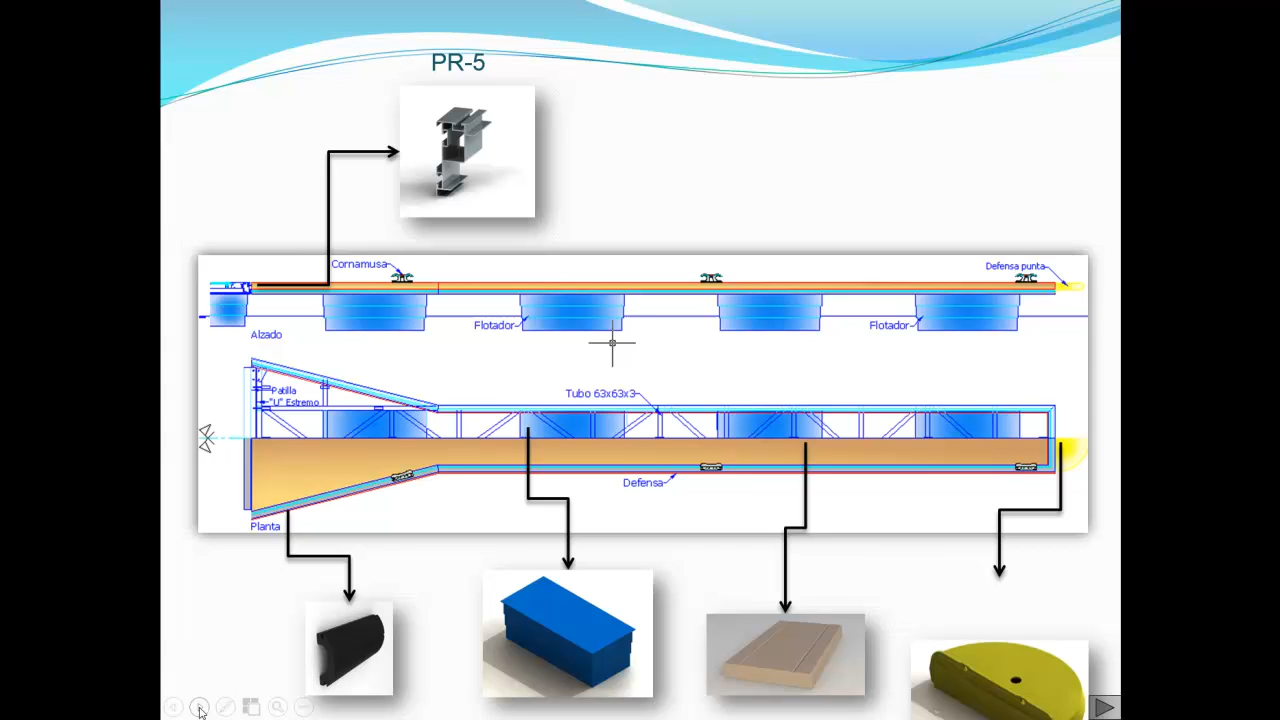 PR-5
Cornamusa
Defensa punta
Flotador
Flotador
Alzado
Patilla
"U" Estremo
Tubo 63x63x3
Defensa
Planta